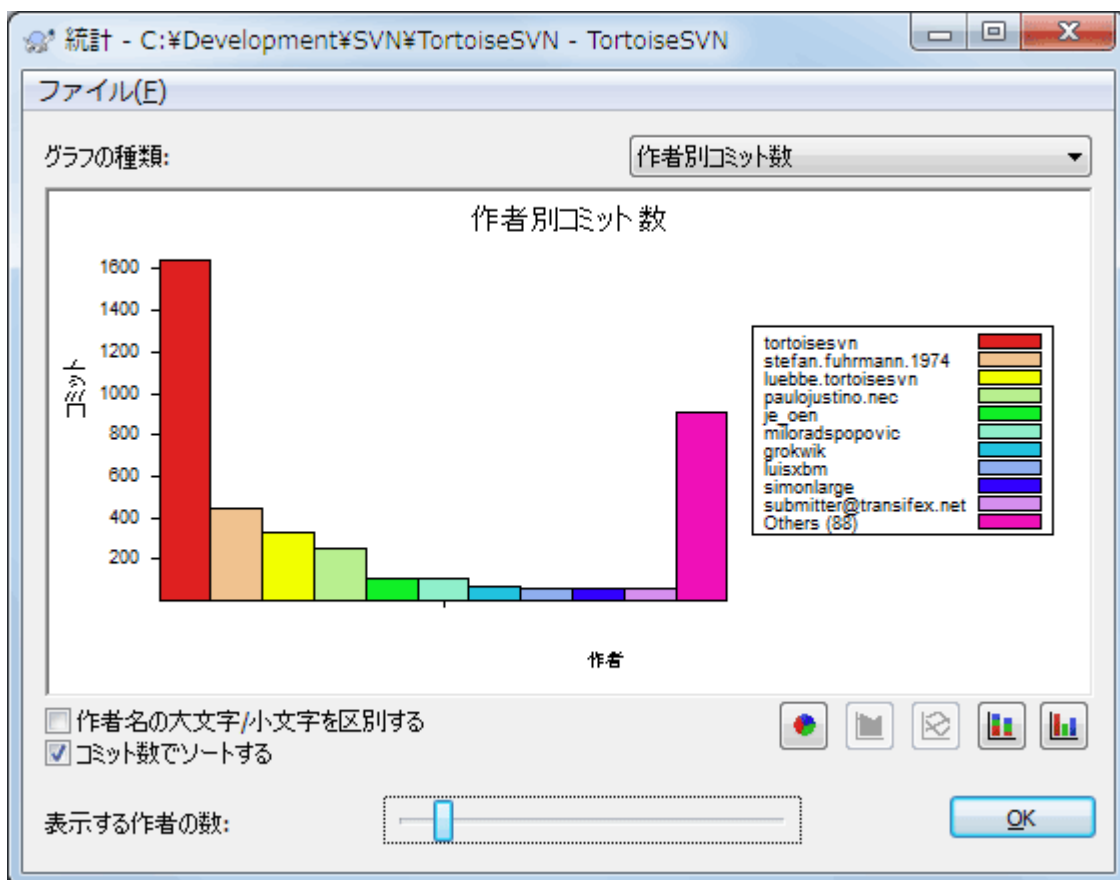 統計 - C:¥Development¥SVN¥TortoiseSVN - TortoiseSVN
ファイル(F)
グラフの種類:
作者別コミット数
作者別コミット数
コミット
1600
1400
1200
1000
800
600
400
200
作者
tortoisesvn
stefan.fuhrmann.1974
luebbe.tortoisesvn
paulojustino.nec
je_oen
miloradspopovic
grokwik
luisxbm
simonlarge
submitter@transifex.net
Others (88)
作者名の大文字/小文字を区別する
コミット数でソートする
表示する作者の数:
OK